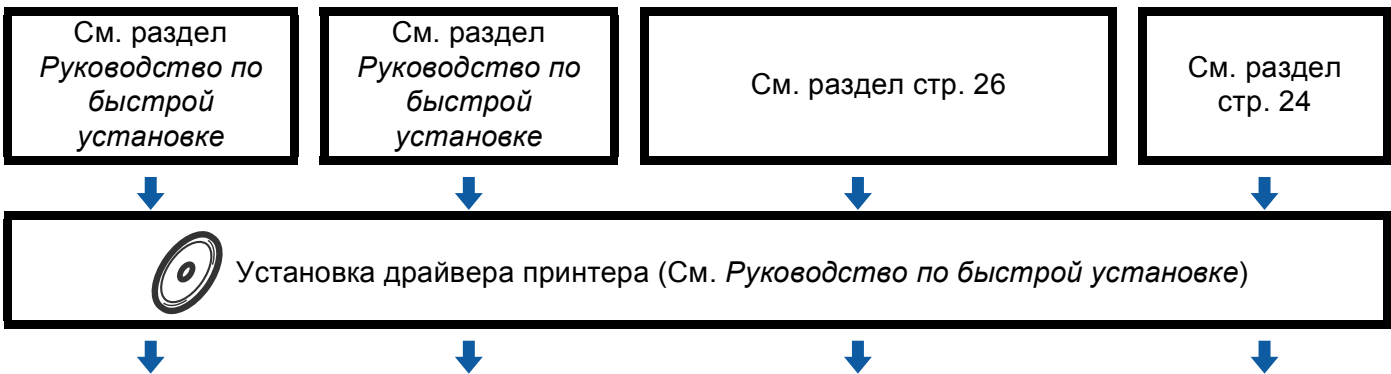 См. раздел
Руководство по
быстрой
установке
См. раздел
Руководство по
быстрой
установке
См. раздел стр. 26
См. раздел
стр. 24
Установка драйвера принтера (См. Руководство по быстрой установке)